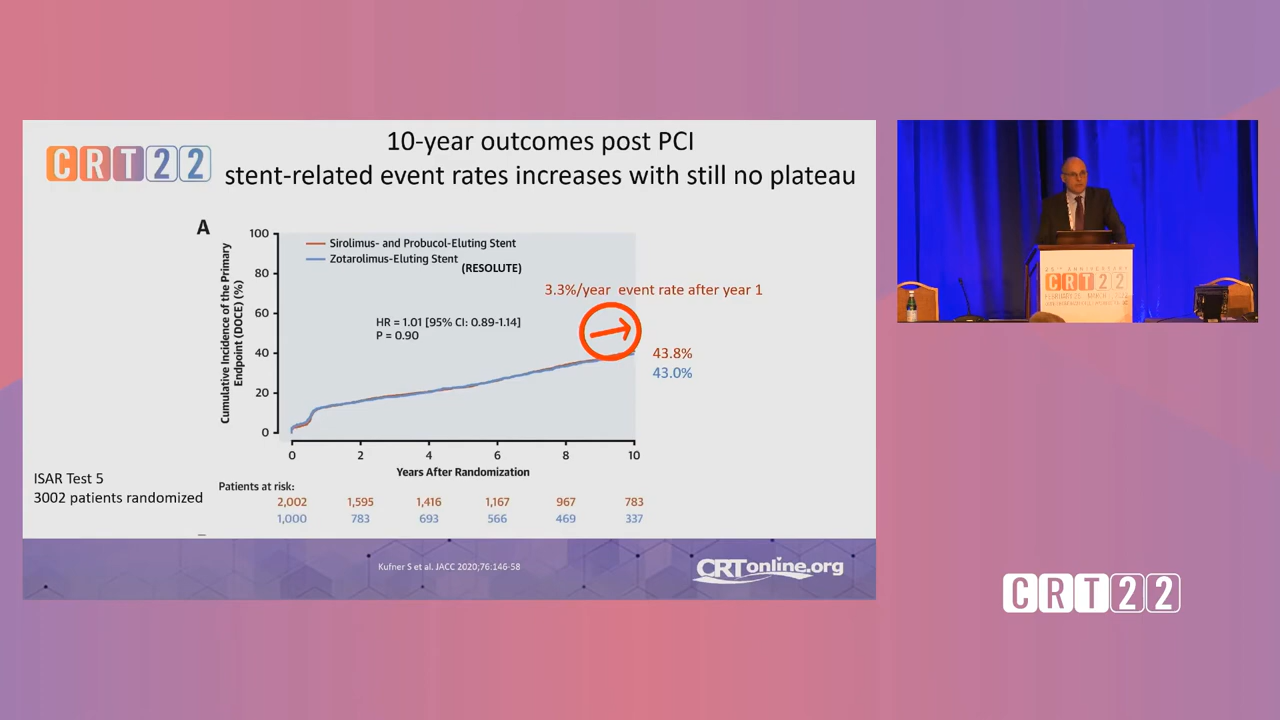 CRT22
10-year outcomes post PCI
stent-related event rates increases with still no plateau
A
Cumulative Incidence of the Primary
Endpoint (DOCE) (%)
100
80
60
40
20
0
Sirolimus- and Probucol-Eluting Stent
Zotarolimus-Eluting Stent
(RESOLUTE)
3.3%/year event rate after year 1
HR = 1.01 [95% CI: 0.89-1.14]
P = 0.90
43.8%
43.0%
0 2 4 6 8 10
Years After Randomization
ISAR Test 5
3002 patients randomized
Patients at risk:
2,002 1,595 1,416 1,167 967 783
1,000 783 693 566 469 337
Kufner S et al. JACC 2020;76:146-58
CRTonline.org
ANNIVERSARY
CRT22
CRT22